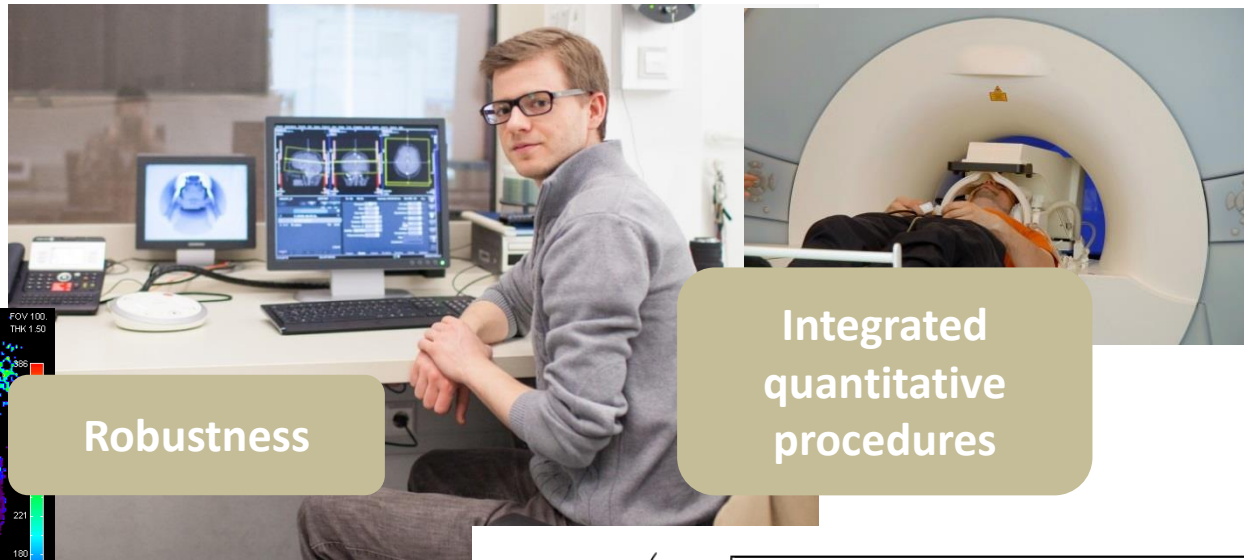 FOV 100.
THK 1.50
386
Robustness
Integrated
quantitative
procedures
221
180